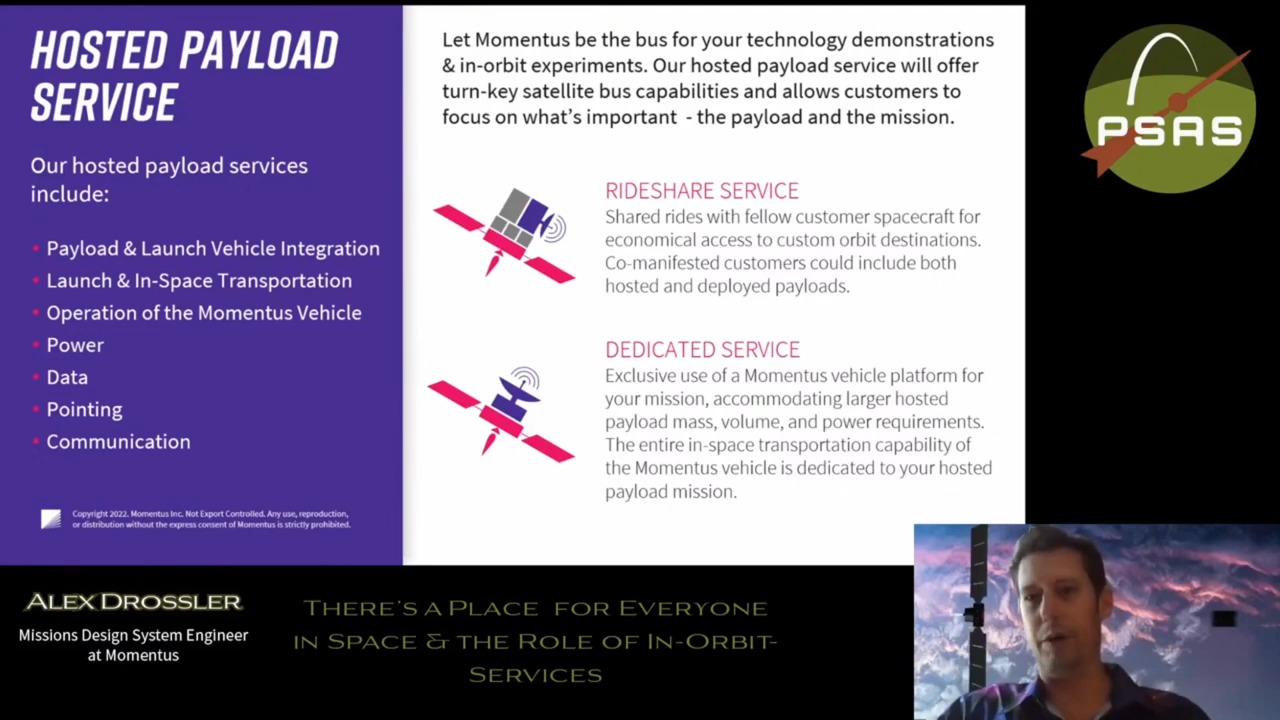 HOSTED PAYLOAD
SERVICE
Our hosted payload services
include:
• Payload & Launch Vehicle Integration
• Launch & In-Space Transportation
• Operation of the Momentus Vehicle
• Power
• Data
• Pointing
• Communication
Copyright 2022. Momentus Inc. Not Export Controlled. Any use, reproduction,
or distribution without the express consent of Momentus is strictly prohibited.
Let Momentus be the bus for your technology demonstrations
& in-orbit experiments. Our hosted payload service will offer
turn-key satellite bus capabilities and allows customers to
focus on what's important - the payload and the mission.
RIDESHARE SERVICE
Shared rides with fellow customer spacecraft for
economical access to custom orbit destinations.
Co-manifested customers could include both
hosted and deployed payloads.
DEDICATED SERVICE
Exclusive use of a Momentus vehicle platform for
your mission, accommodating larger hosted
payload mass, volume, and power requirements.
The entire in-space transportation capability of
the Momentus vehicle is dedicated to your hosted
payload mission.
PSAS
Alex Drossler
Missions Design System Engineer
at Momentus
There's a Place for Everyone
in Space & the Role of In-Orbit-
Services